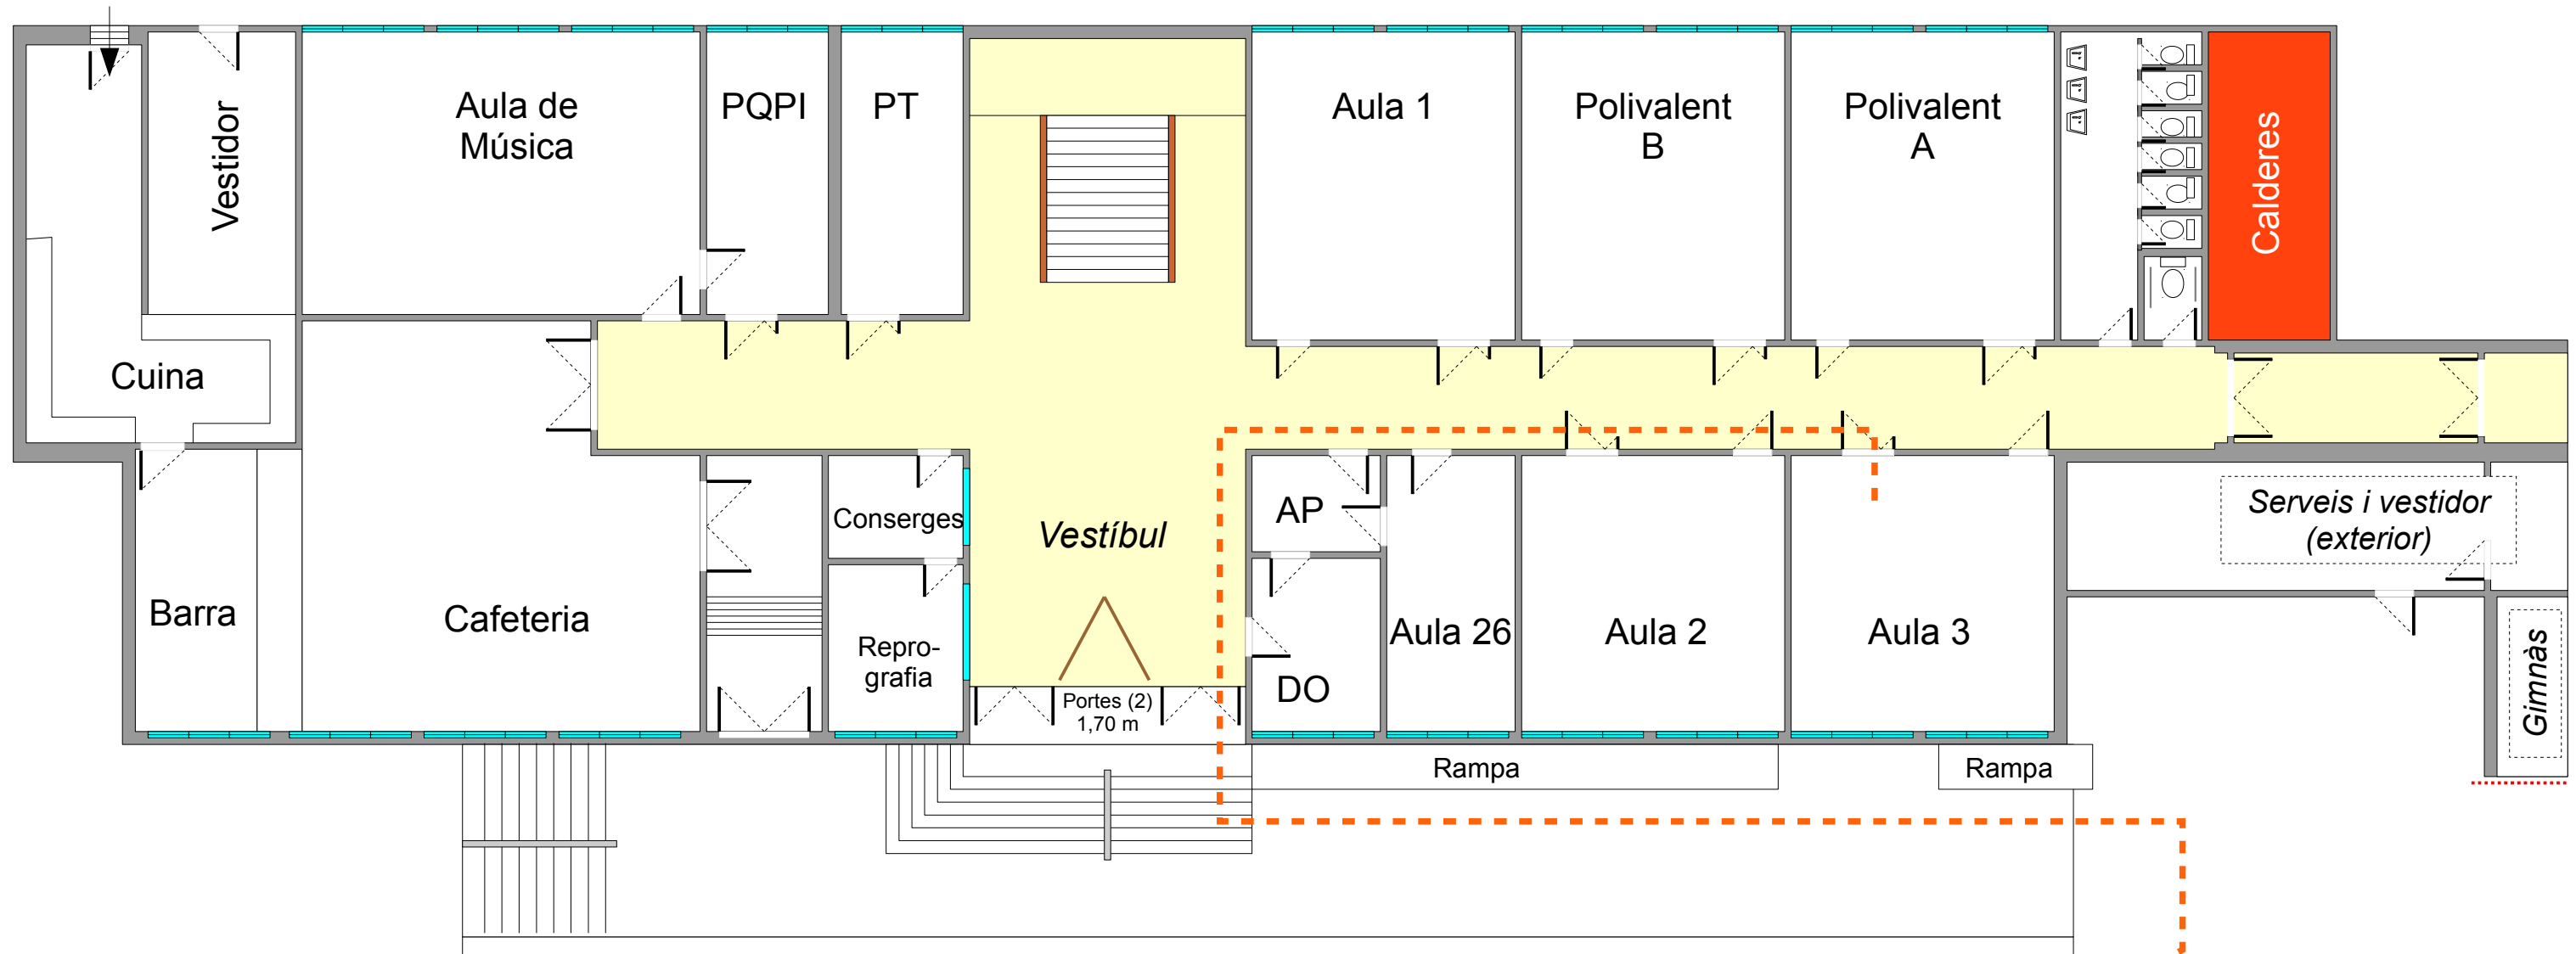 Vestidor
Aula de
Música
PQPI
PT
Aula 1
Polivalent
B
Polivalent
A
Calderes
Cuina
Barra
Cafeteria
Conserges
Repro-
grafia
Vestíbul
Portes (2)
1,70 m
AP
DO
Aula 26
Aula 2
Aula 3
Serveis i vestidor
(exterior)
Gimnàs
Rampa
Rampa